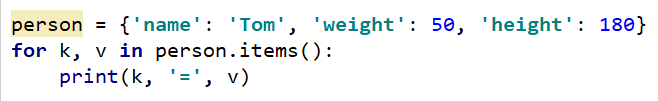 person = {'name': 'Tom', 'weight': 50, 'height': 180}
for k, v in person.items():
    print(k, '=', v)